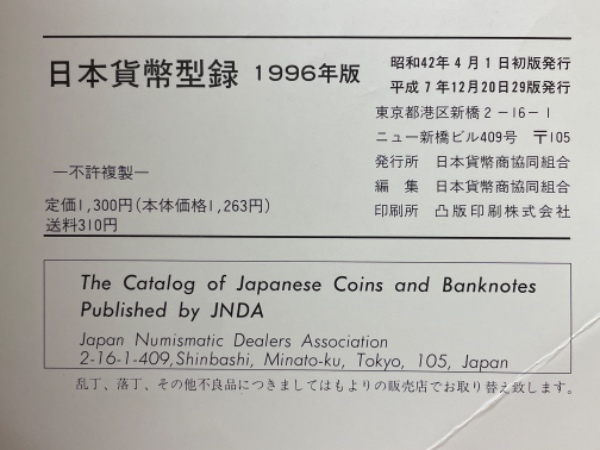 日本貨幣型録 1996年版
―不許複製―
定価1,300円(本体価格1,263円)
送料310円
昭和42年4月1日初版発行
平成7年12月20日29版発行
東京都港区新橋2-16-1
ニュー新橋ビル409号 〒105
発行所 日本貨幣商協同組合
編 集 日本貨幣商協同組合
印刷所 凸版印刷株式会社
The Catalog of Japanese Coins and Banknotes
Published by JNDA
Japan Numismatic Dealers Association
2-16-1-409,Shinbashi, Minato-ku, Tokyo, 105, Japan
乱丁、落丁、その他不良品につきましてはもよりの販売店でお取り替え致します。